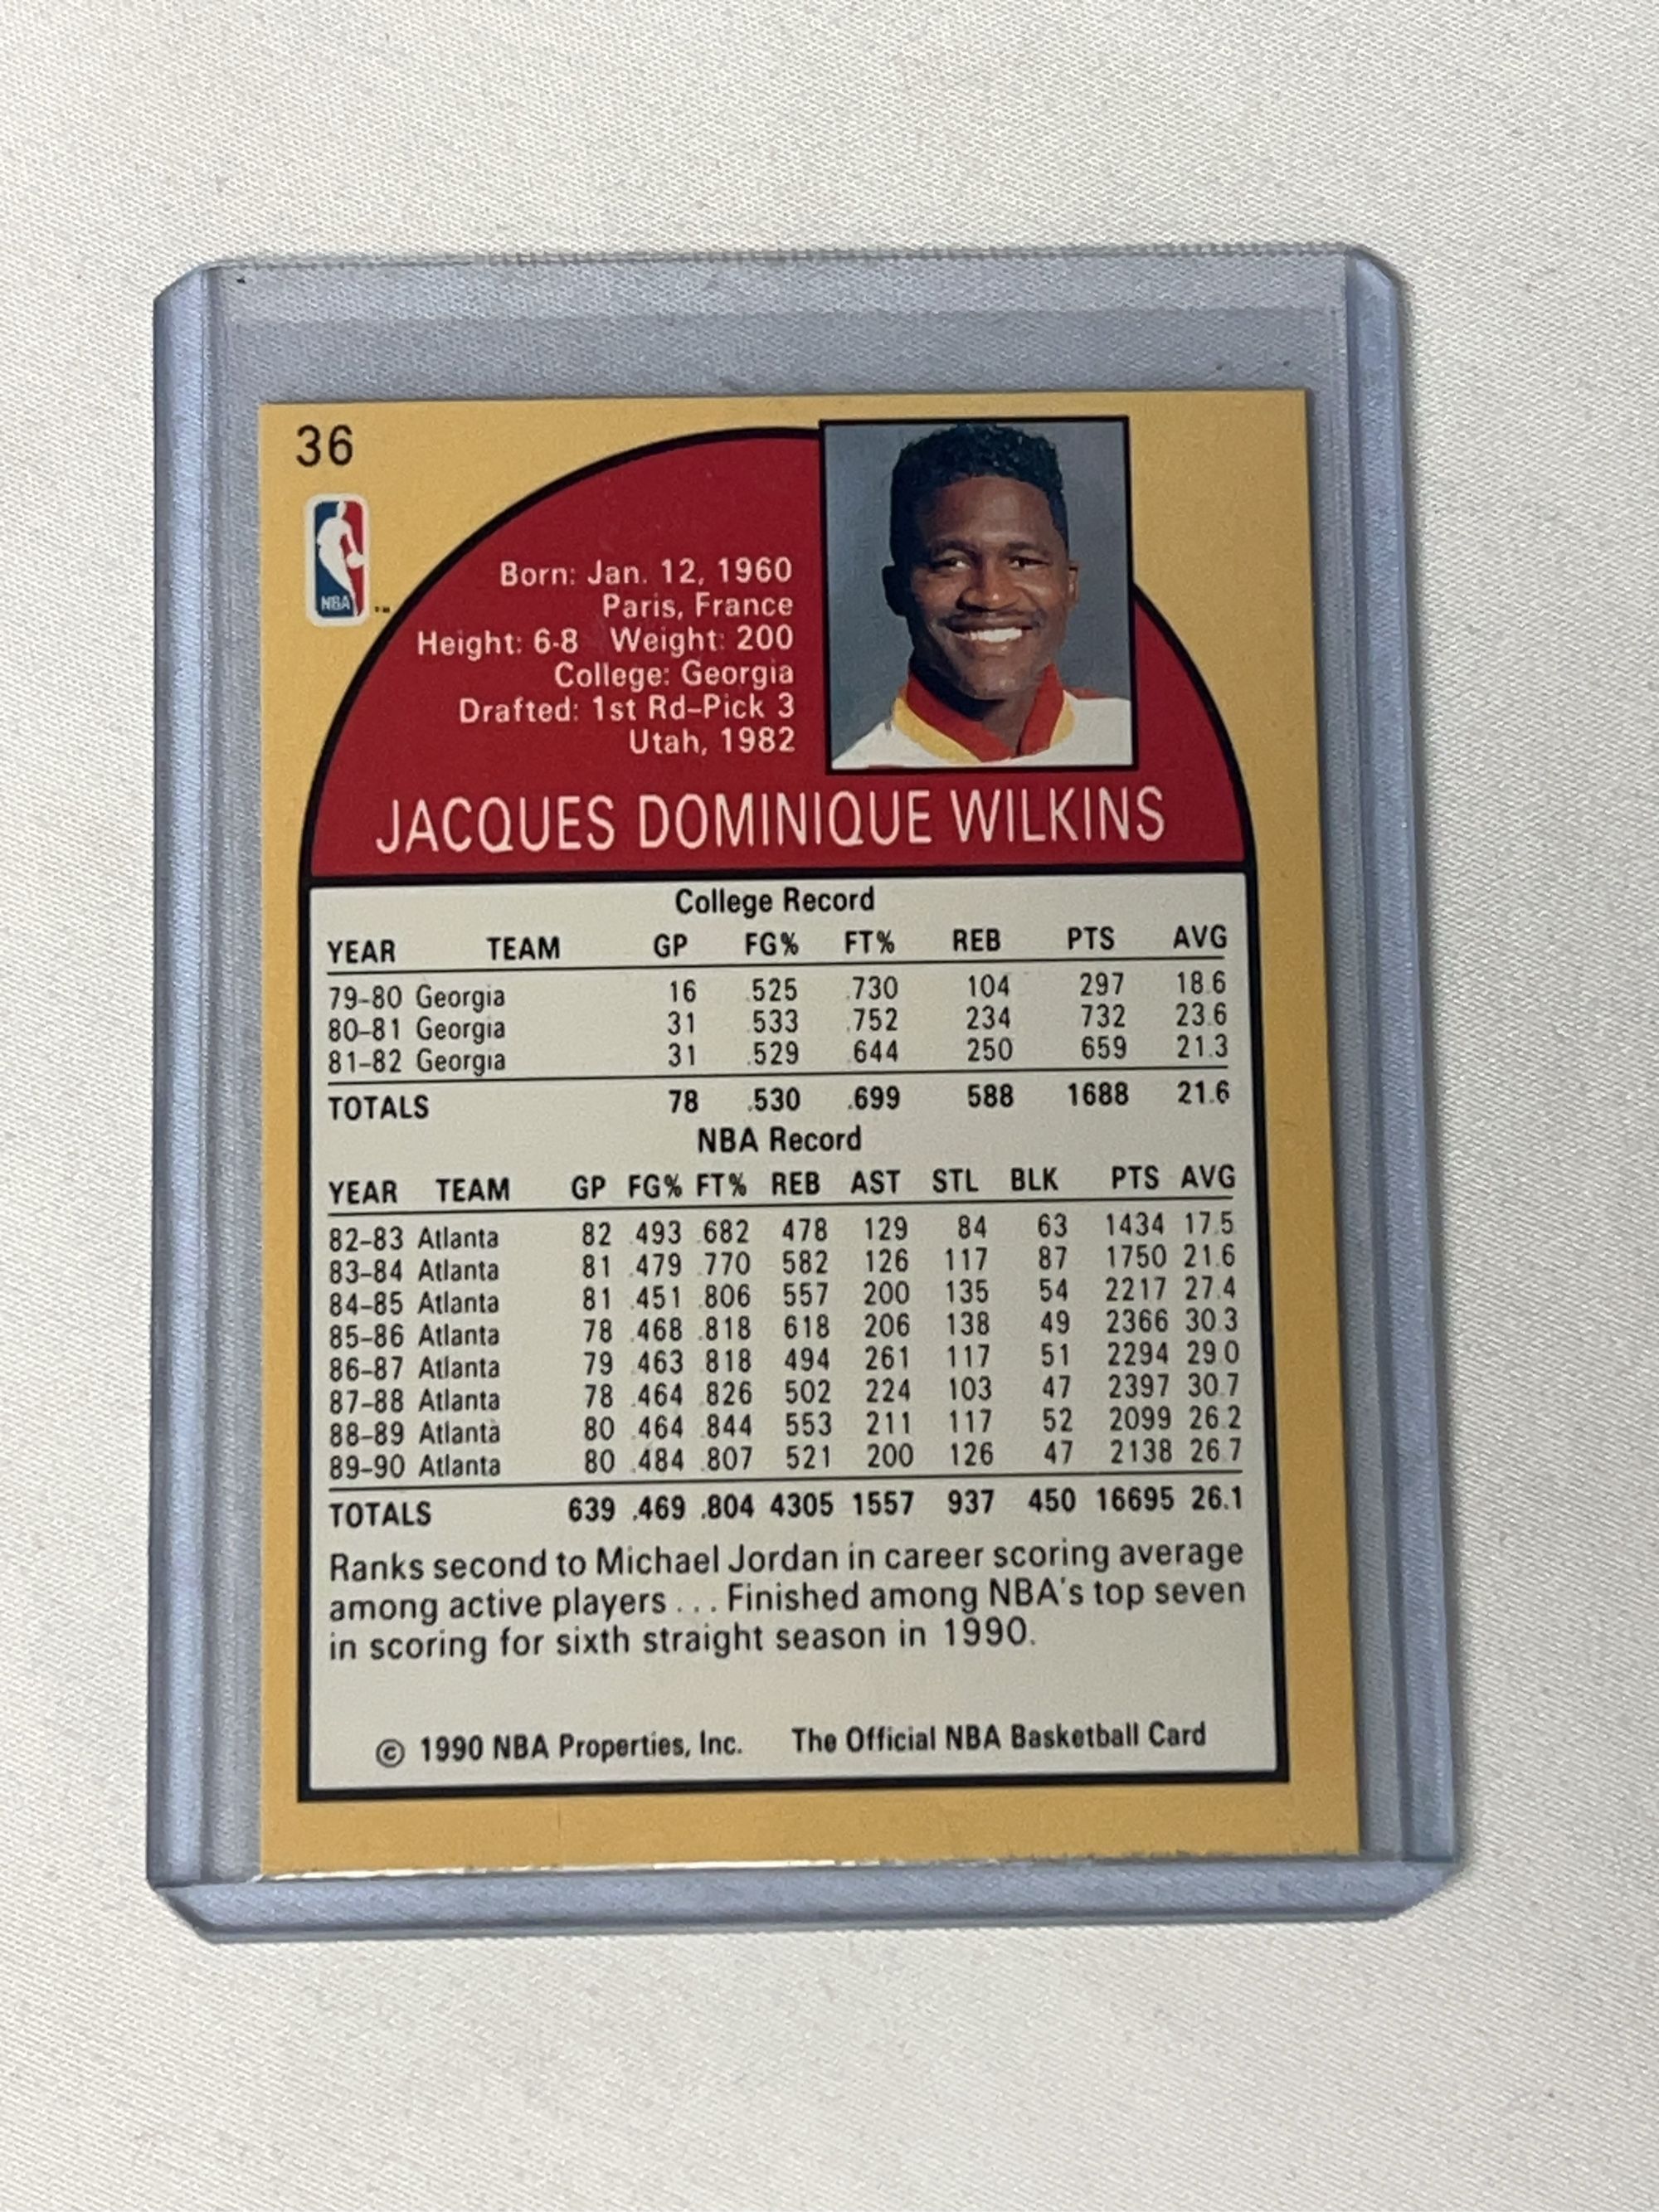 36
NBA
Born: Jan. 12, 1960
Paris, France
Height: 6-8 Weight: 200
College: Georgia
Drafted: 1st Rd–Pick 3
Utah, 1982
JACQUES DOMINIQUE WILKINS
College Record
YEAR TEAM GP FG% FT% REB PTS AVG
79–80 Georgia 16 .525 .730 104 297 18.6
80–81 Georgia 31 .533 .752 234 732 23.6
81–82 Georgia 31 .529 .644 250 659 21.3
TOTALS 78 .530 .699 588 1688 21.6
NBA Record
YEAR TEAM GP FG% FT% REB AST STL BLK PTS AVG
82–83 Atlanta 82 .493 .682 478 129 84 63 1434 17.5
83–84 Atlanta 81 .479 .770 582 126 117 87 1750 21.6
84–85 Atlanta 81 .451 .806 557 200 135 54 2217 27.4
85–86 Atlanta 78 .468 .818 618 206 138 49 2366 30.3
86–87 Atlanta 79 .463 .818 494 261 117 51 2294 29.0
87–88 Atlanta 78 .464 .826 502 224 103 47 2397 30.7
88–89 Atlanta 80 .464 .844 553 211 117 52 2099 26.2
89–90 Atlanta 80 .484 .807 521 200 126 47 2138 26.7
TOTALS 639 .469 .804 4305 1557 937 450 16695 26.1
Ranks second to Michael Jordan in career scoring average
among active players . . . Finished among NBA's top seven
in scoring for sixth straight season in 1990.
© 1990 NBA Properties, Inc. The Official NBA Basketball Card